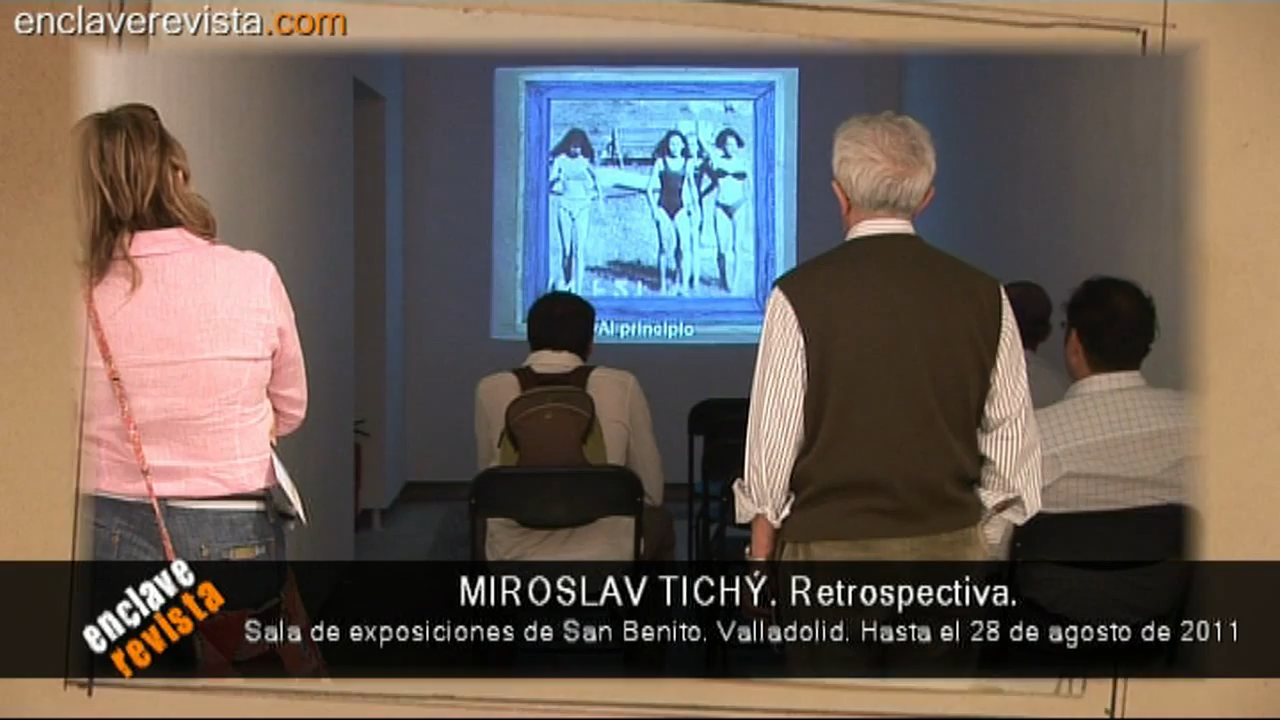 enclaverevista.com
Al principio
MIROSLAV TICHÝ. Retrospectiva.
enclave
revista
Sala de exposiciones de San Benito. Valladolid. Hasta el 28 de agosto de 2011